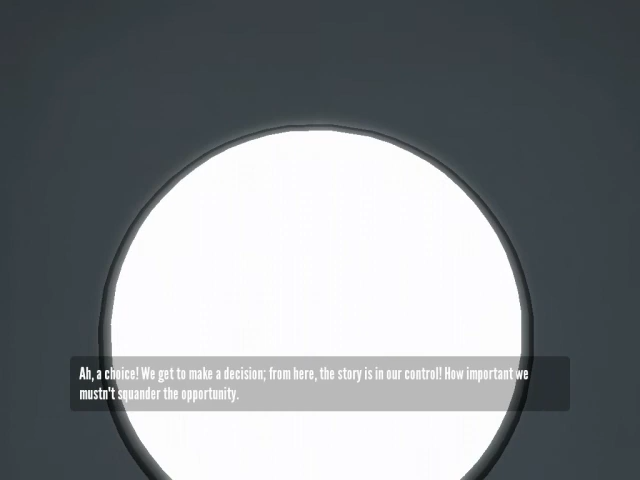 Ah, a choice! We get to make a decision; from here, the story is in our control! How important we
mustn't squander the opportunity.